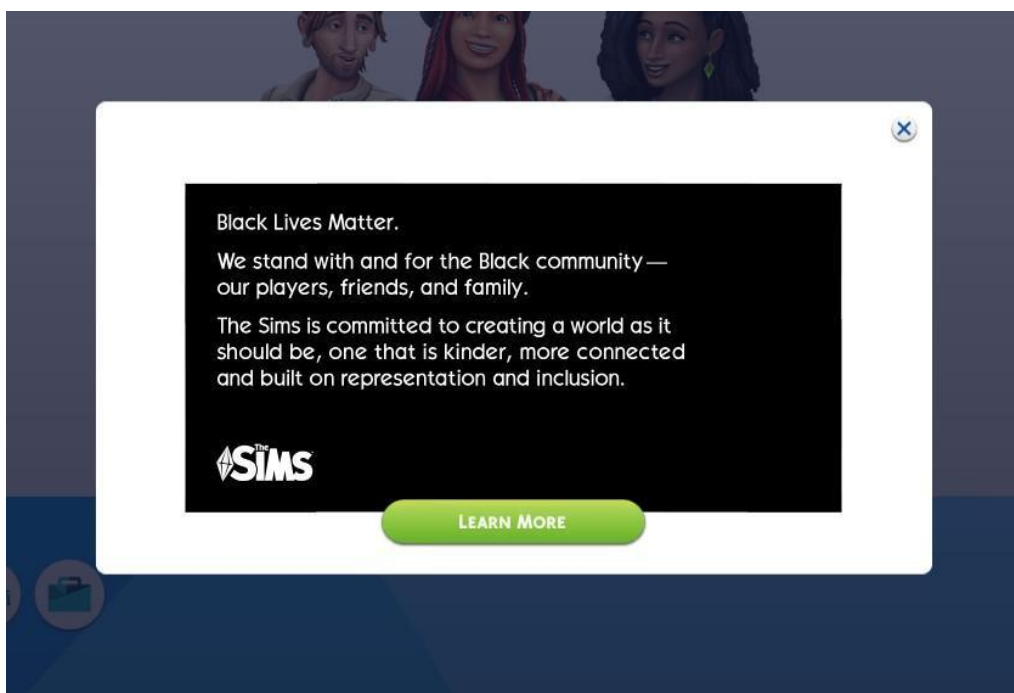 Black Lives Matter.
We stand with and for the Black community—
our players, friends, and family.
The Sims is committed to creating a world as it
should be, one that is kinder, more connected
and built on representation and inclusion.
The SiMS
LEARN MORE